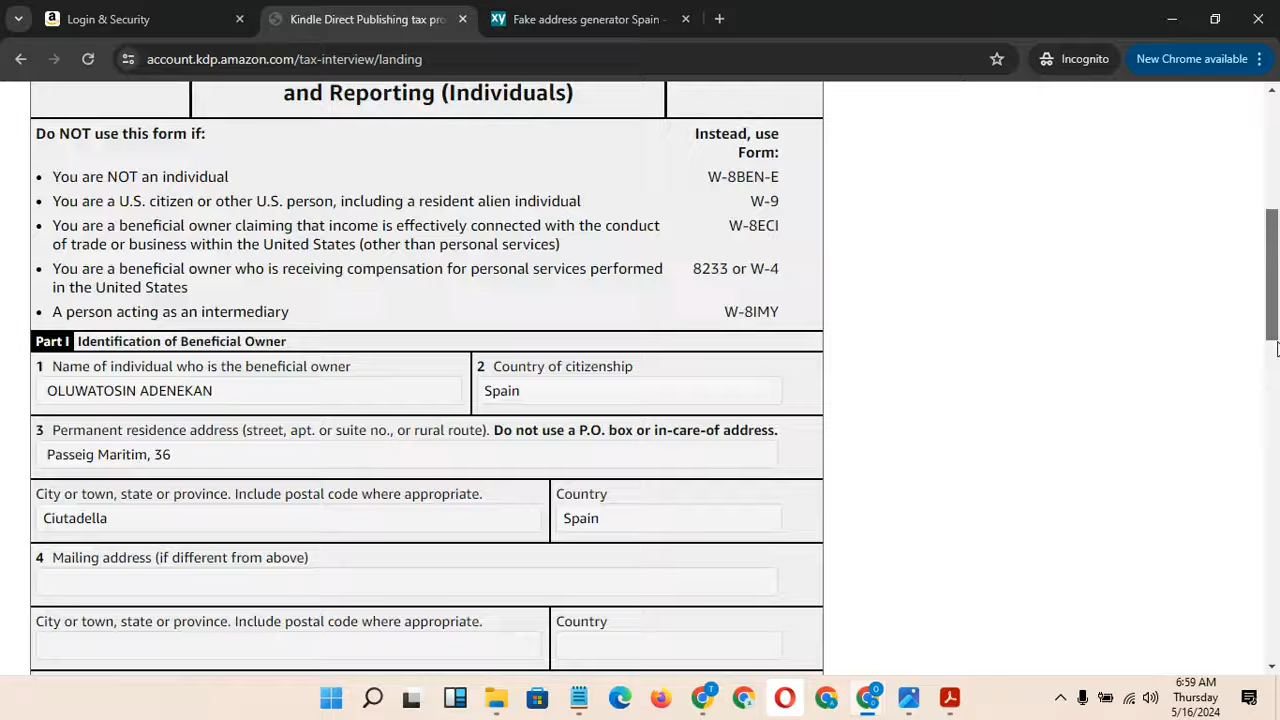 Login & Security
Kindle Direct Publishing tax pro
Fake address generator Spain -
account.kdp.amazon.com/tax-interview/landing
Incognito
New Chrome available
and Reporting (Individuals)
Do NOT use this form if:
Instead, use
Form:
• You are NOT an individual
W-8BEN-E
• You are a U.S. citizen or other U.S. person, including a resident alien individual
W-9
• You are a beneficial owner claiming that income is effectively connected with the conduct
of trade or business within the United States (other than personal services)
W-8ECI
• You are a beneficial owner who is receiving compensation for personal services performed
in the United States
8233 or W-4
• A person acting as an intermediary
W-8IMY
Part I Identification of Beneficial Owner
1 Name of individual who is the beneficial owner
OLUWATOSIN ADENEKAN
2 Country of citizenship
Spain
3 Permanent residence address (street, apt. or suite no., or rural route). Do not use a P.O. box or in-care-of address.
Passeig Maritim, 36
City or town, state or province. Include postal code where appropriate.
Ciutadella
Country
Spain
4 Mailing address (if different from above)
City or town, state or province. Include postal code where appropriate.
Country
6:59 AM
Thursday
5/16/2024